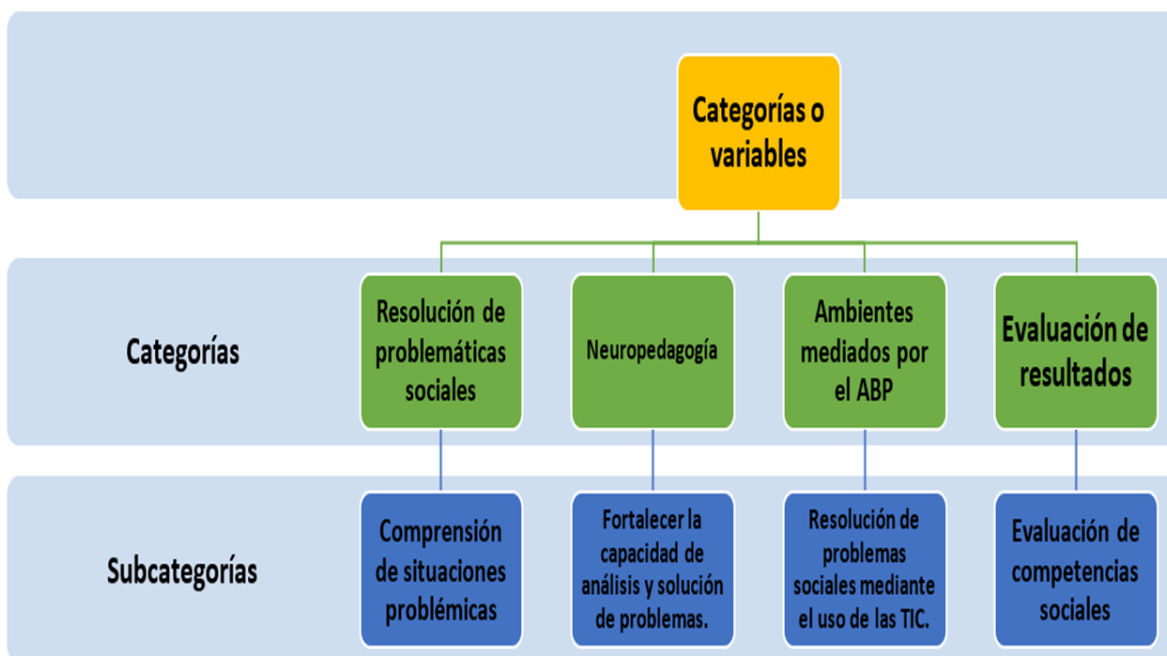 Categorías o
variables
Categorías
Resolución de
problemáticas
sociales
Neuropedagogía
Ambientes
mediados por
el ABP
Evaluación de
resultados
Subcategorías
Comprensión
de situaciones
problémicas
Fortalecer la
capacidad de
análisis y solución
de problemas.
Resolución de
problemas
sociales mediante
el uso de las TIC.
Evaluación de
competencias
sociales